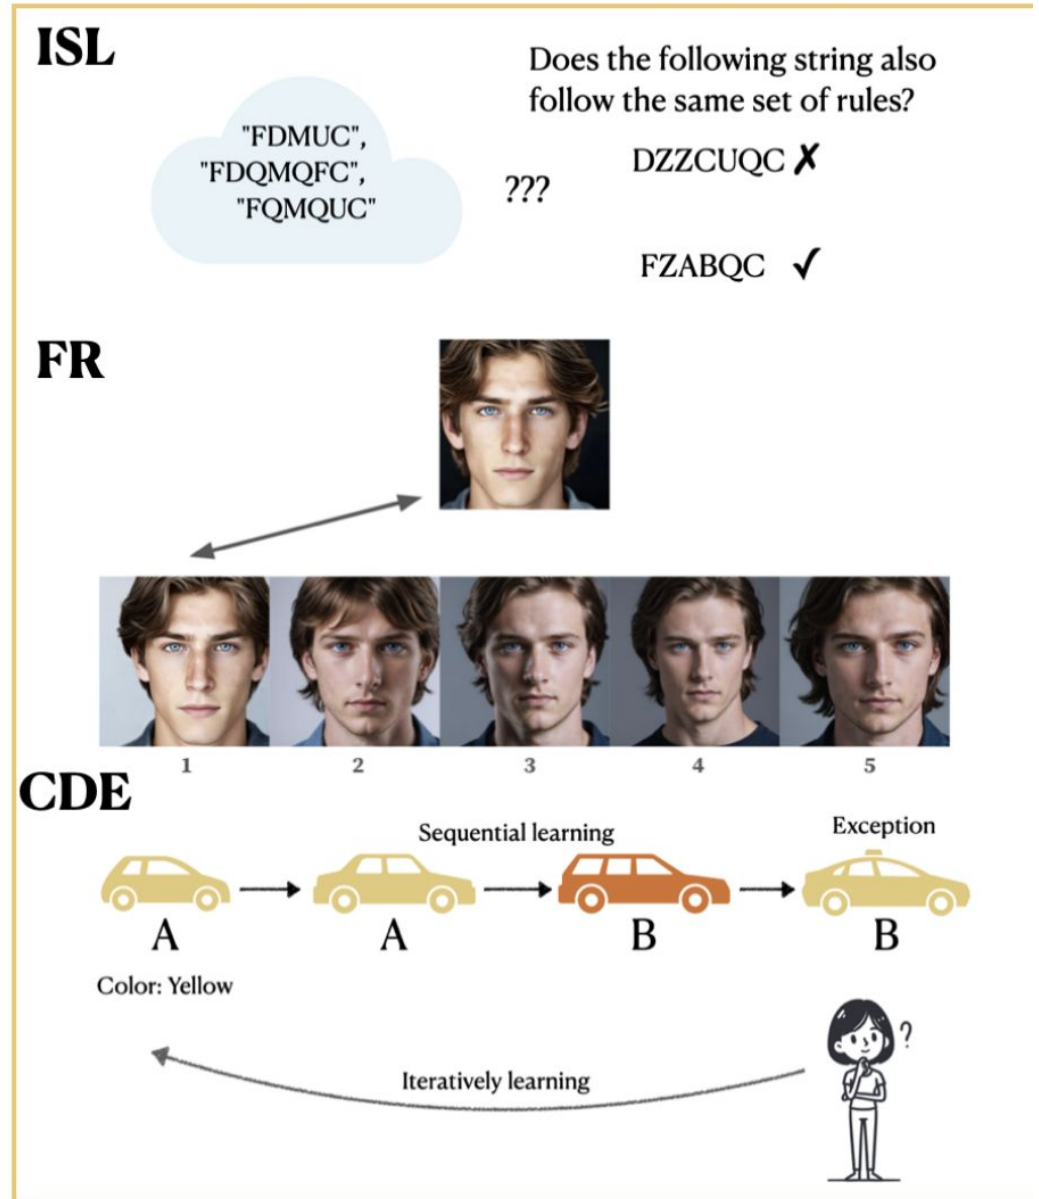 ISL
Does the following string also
follow the same set of rules?
"FDMUC",
"FDQMQFC",
"FQMQUC"
???
DZZCUQC ✗
FZABQC ✓
FR
1 2 3 4 5
CDE
Sequential learning
Exception
A A B B
Color: Yellow
?
Iteratively learning